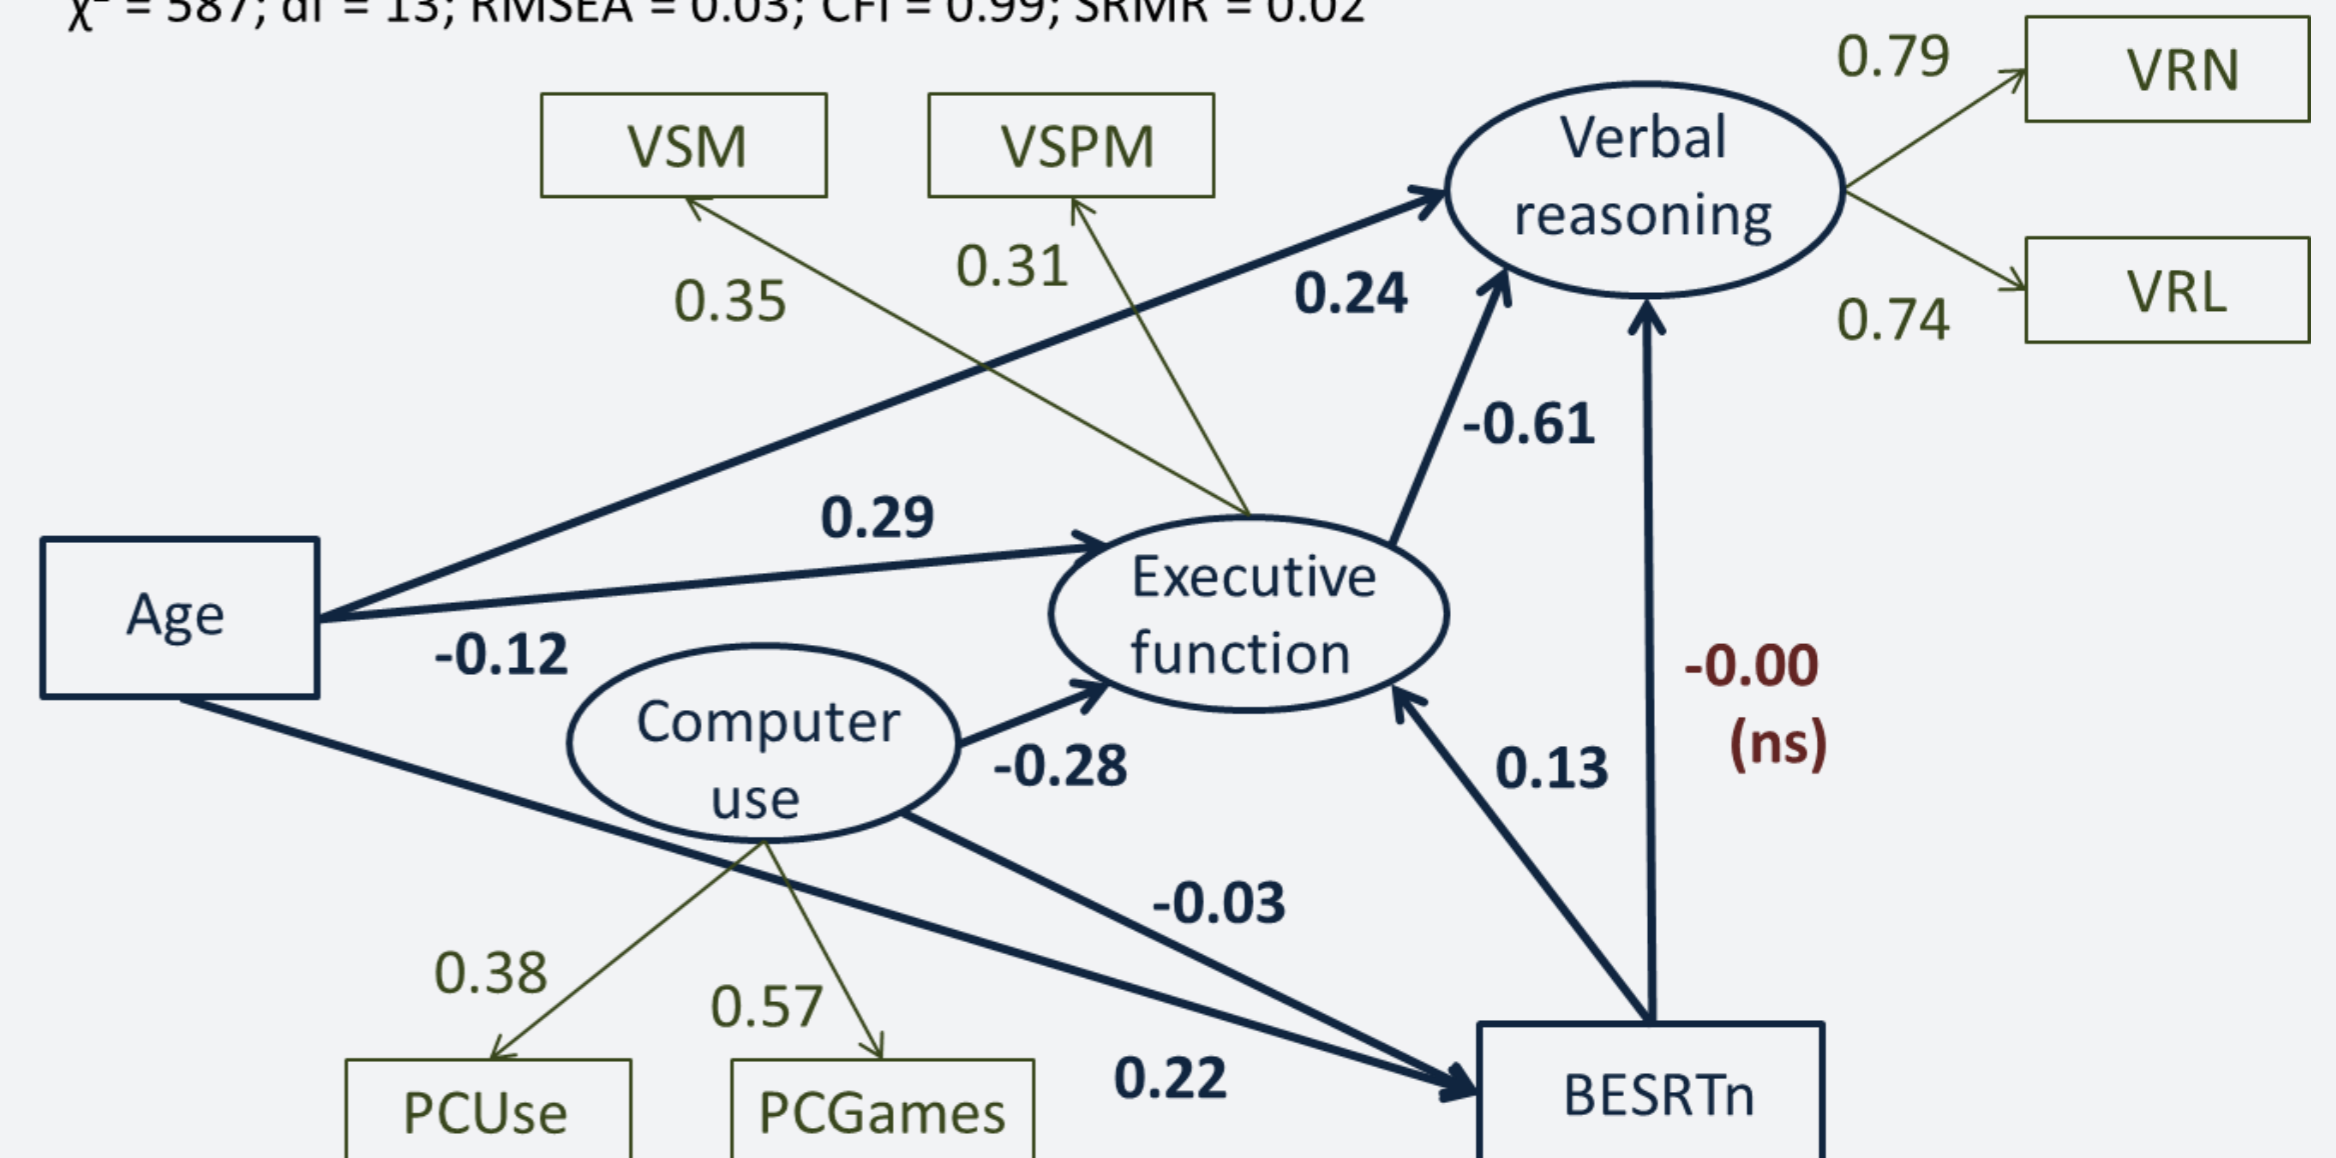 χ² = 587; df = 13; RMSEA = 0.03; CFI = 0.99; SRMR = 0.02
0.79
VRN
VSM
VSPM
Verbal
reasoning
0.31
0.35
0.24
VRL
0.74
-0.61
0.29
Age
Executive
function
-0.12
-0.00
(ns)
Computer
use
-0.28
0.13
-0.03
0.38
0.57
0.22
PCUse
PCGames
BESRTn